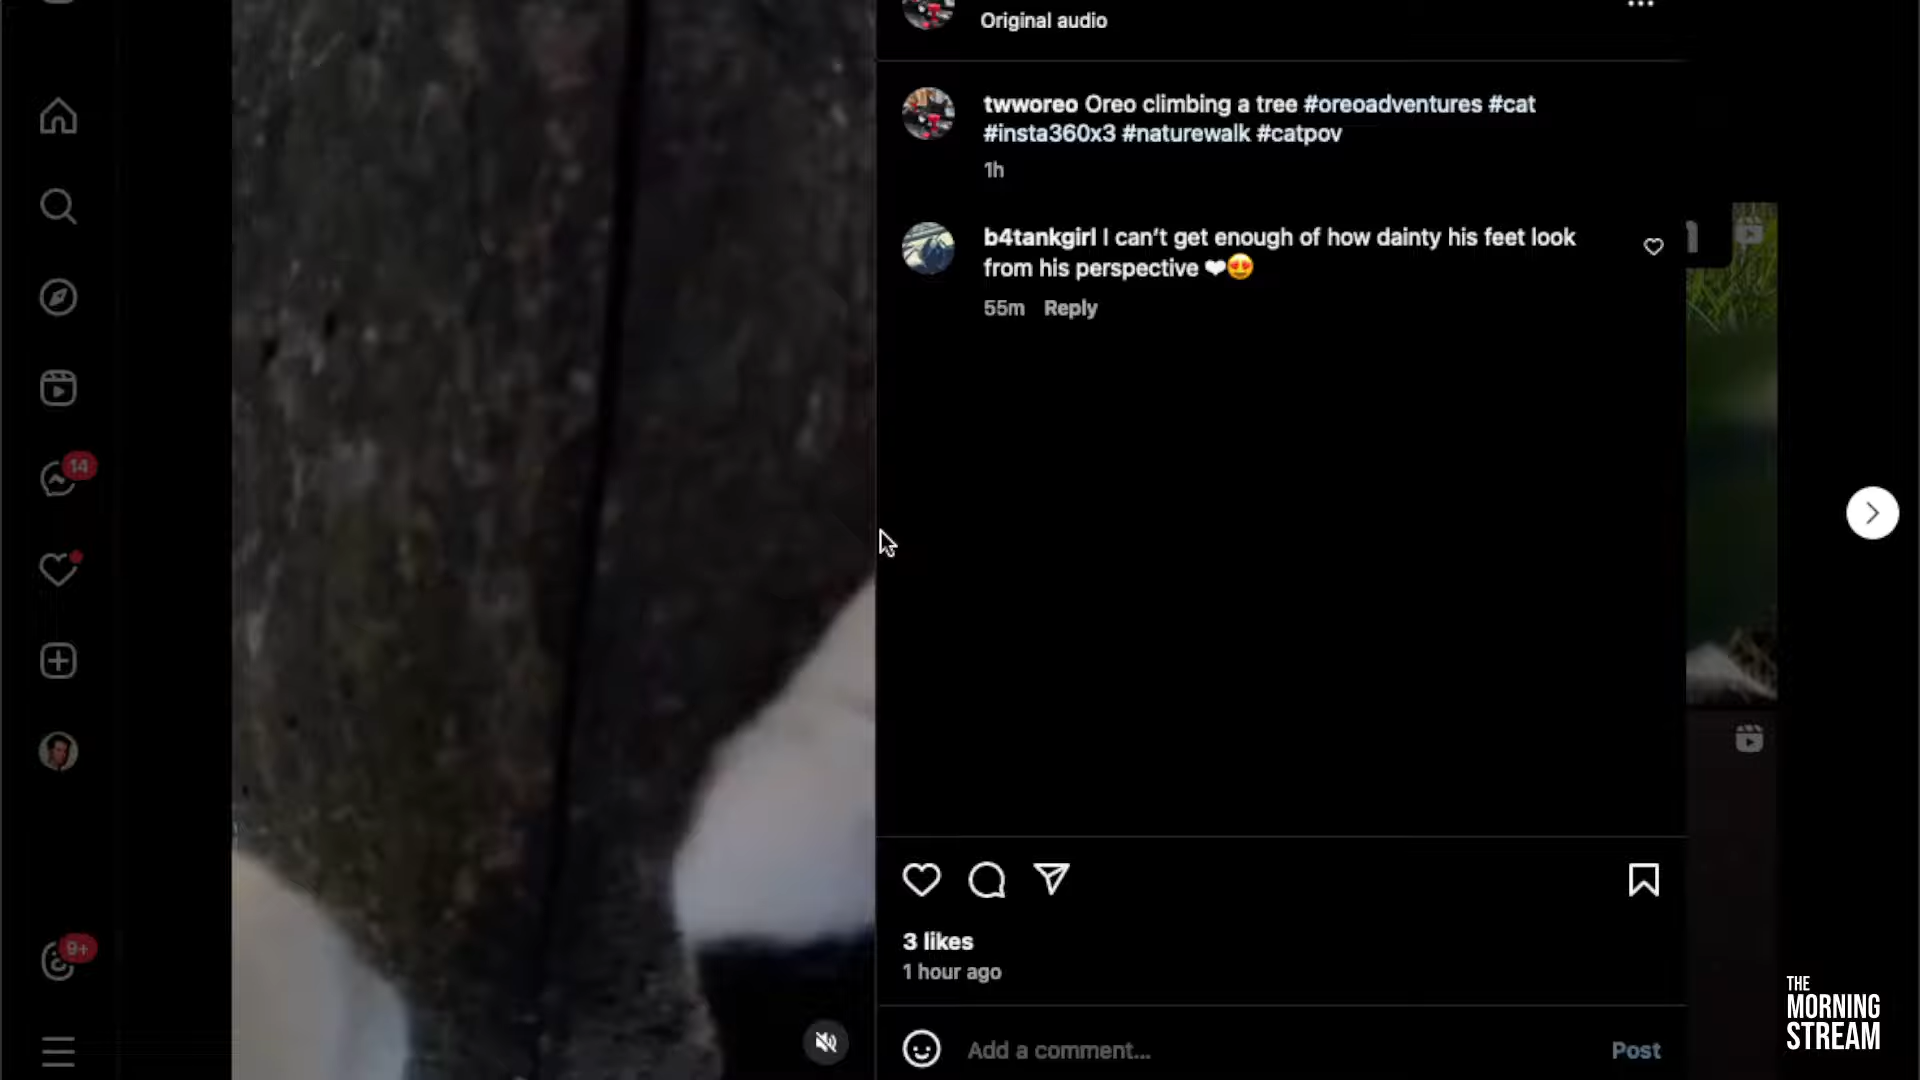 Original audio
twworeo Oreo climbing a tree #oreoadventures #cat
#insta360x3 #naturewalk #catpov
1h
b4tankgirl I can't get enough of how dainty his feet look
from his perspective ❤😍
55m Reply
14
9+
3 likes
1 hour ago
Add a comment...
Post
THE
MORNING
STREAM